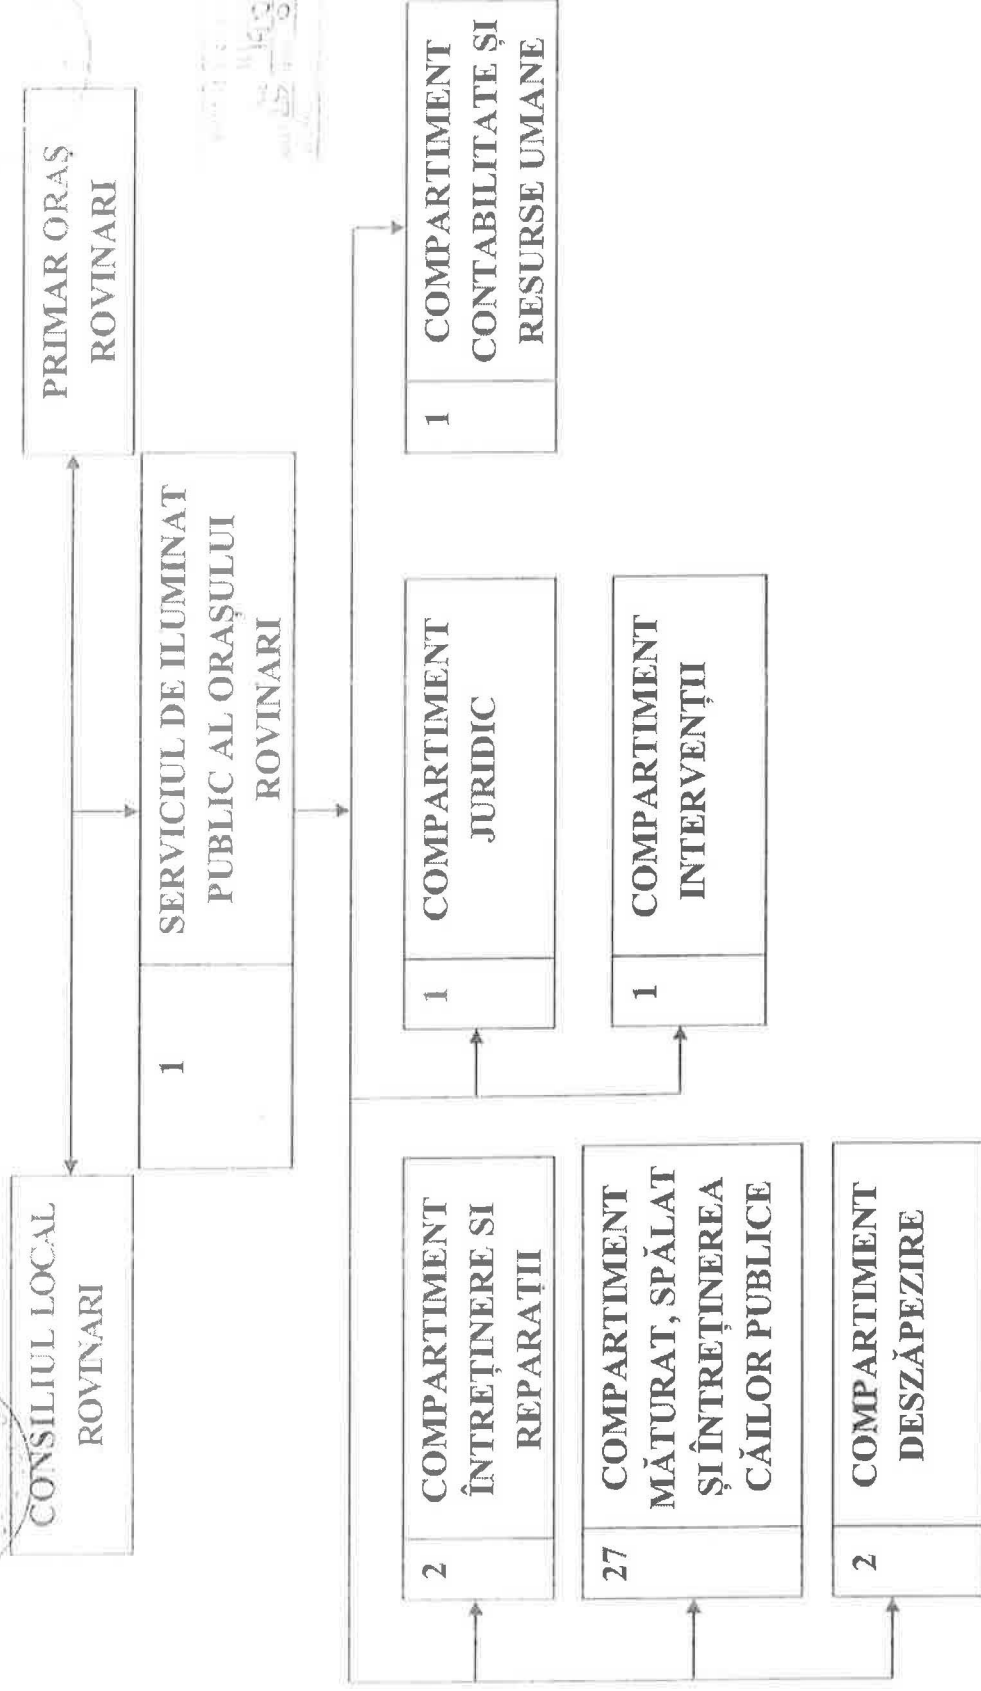 CONSILIUL LOCAL
ROVINARI
PRIMAR ORAȘ
ROVINARI
1
SERVICIUL DE ILUMINAT
PUBLIC AL ORAȘULUI
ROVINARI
2
COMPARTIMENT
ÎNTREȚINERE SI
REPARAȚII
27
COMPARTIMENT
MĂTURAT, SPĂLAT
ȘI ÎNTREȚINEREA
CĂILOR PUBLICE
2
COMPARTIMENT
DESZĂPEZIRE
1
COMPARTIMENT
JURIDIC
1
COMPARTIMENT
INTERVENȚII
1
COMPARTIMENT
CONTABILITATE ȘI
RESURSE UMANE